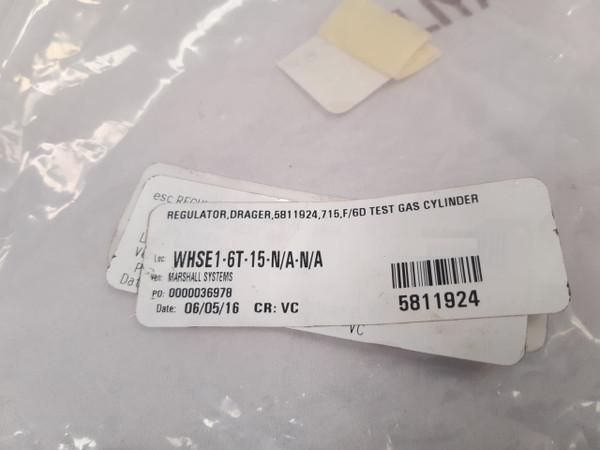 REGULATOR,DRAGER,5811924,715,F/6D TEST GAS CYLINDER
Loc: WHSE1-6T-15-N/A-N/A
Ven: MARSHALL SYSTEMS
PO: 0000036978
Date: 06/05/16 CR: VC
5811924
esc
VC